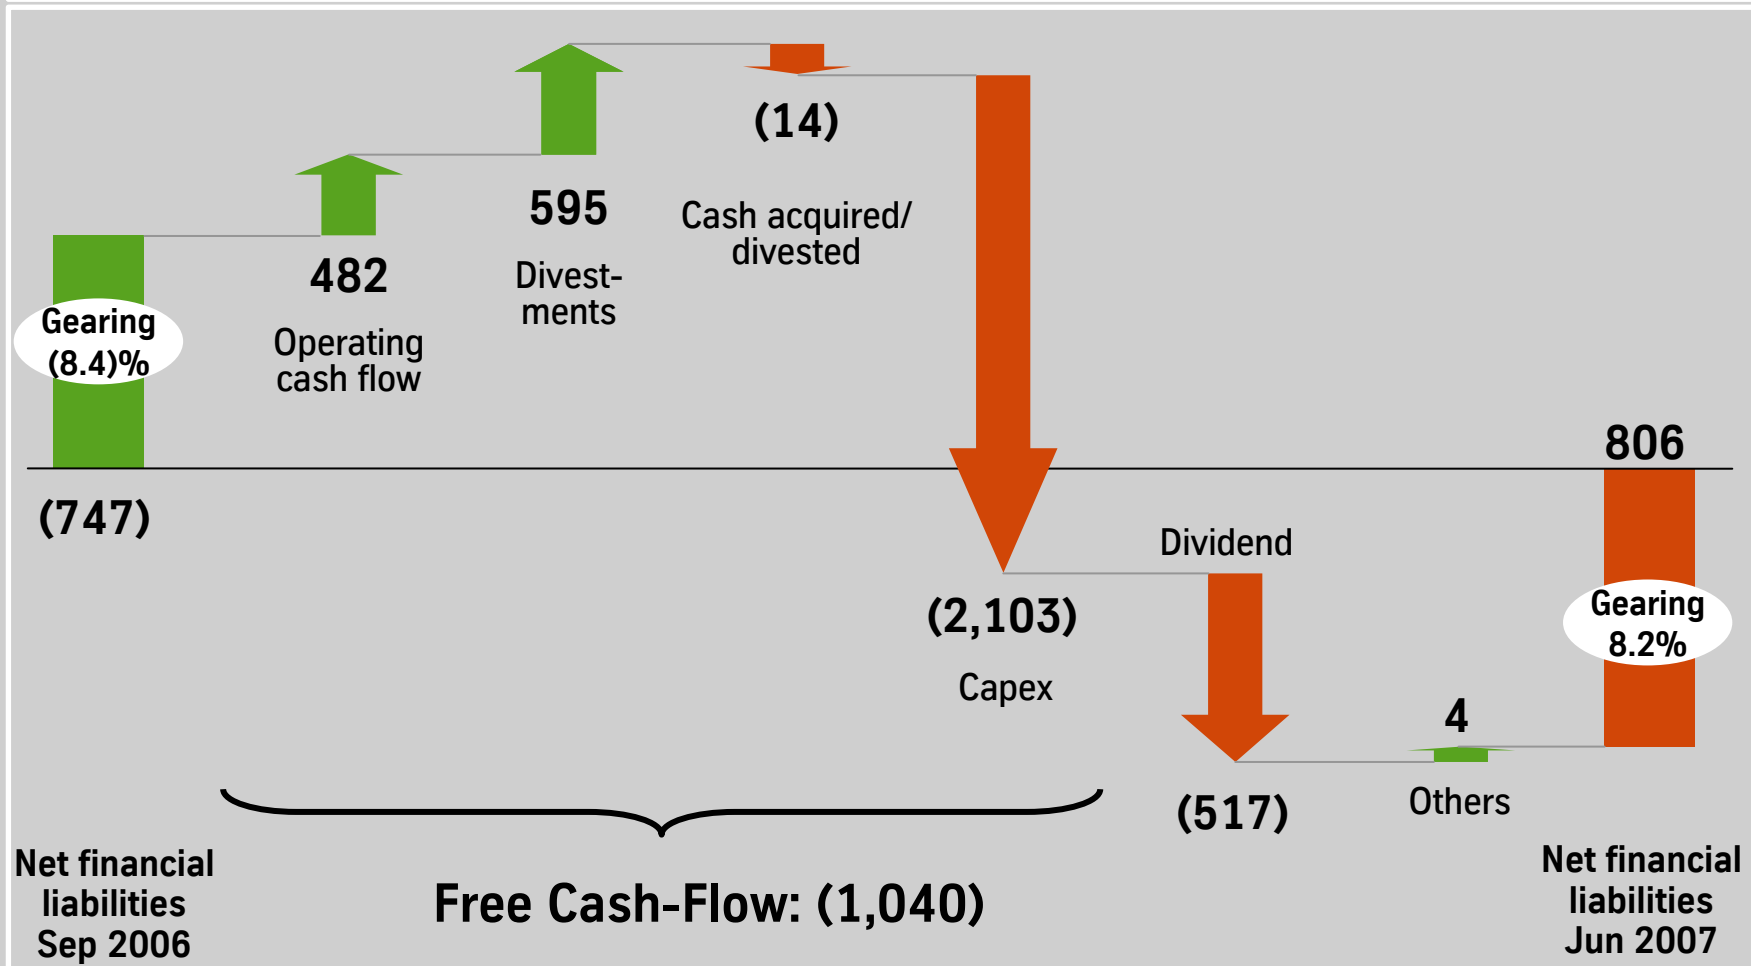 (14)
Cash acquired/
divested
595
Divest-
ments
482
Operating
cash flow
Gearing
(8.4)%
(747)
806
Dividend
(2,103)
Capex
Gearing
8.2%
4
Others
(517)
Net financial
liabilities
Sep 2006
Free Cash-Flow: (1,040)
Net financial
liabilities
Jun 2007